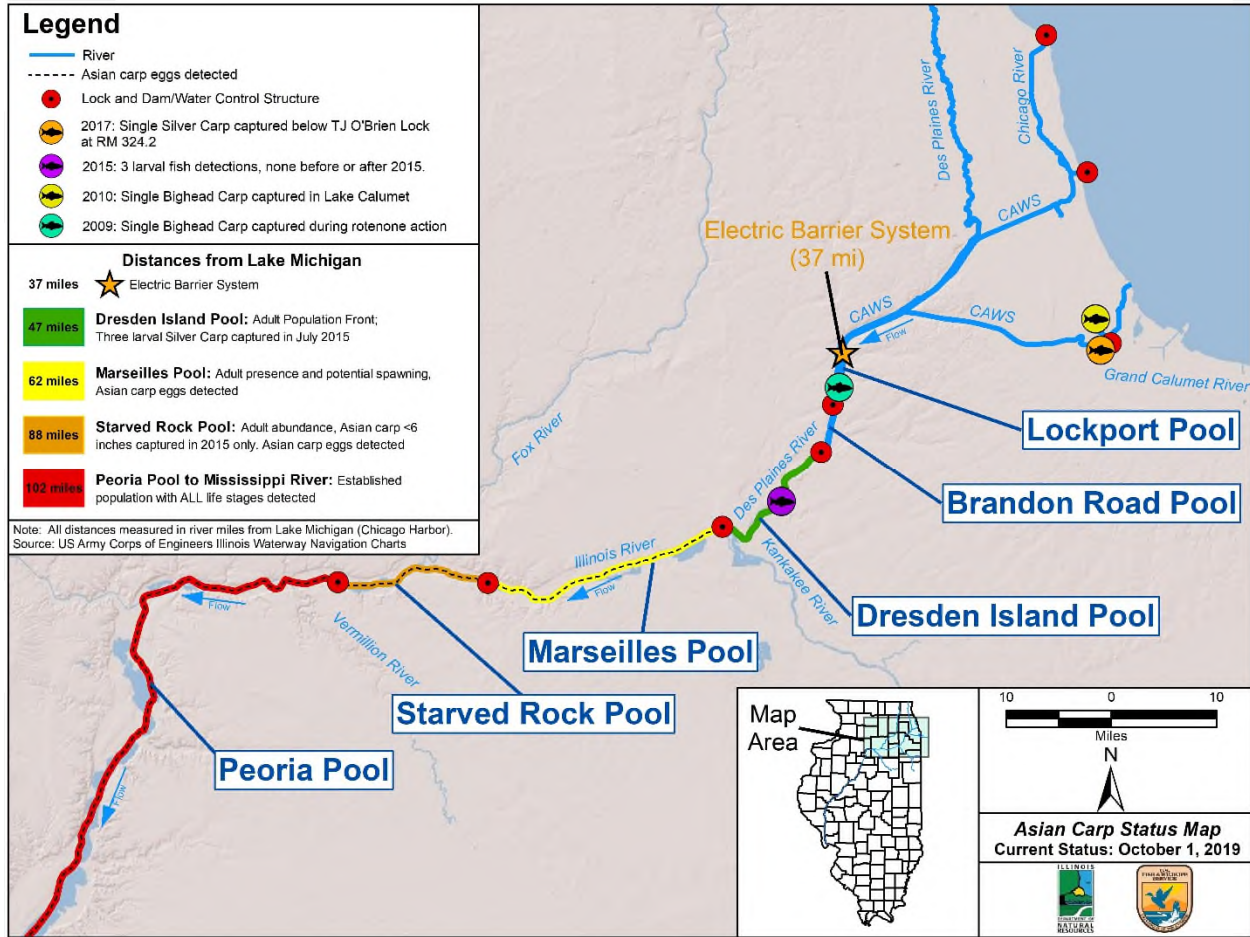 Legend
River
Asian carp eggs detected
Lock and Dam/Water Control Structure
2017: Single Silver Carp captured below TJ O'Brien Lock
at RM 324.2
2015: 3 larval fish detections, none before or after 2015.
2010: Single Bighead Carp captured in Lake Calumet
2009: Single Bighead Carp captured during rotenone action
Distances from Lake Michigan
37 miles Electric Barrier System
47 miles Dresden Island Pool: Adult Population Front;
Three larval Silver Carp captured in July 2015
62 miles Marseilles Pool: Adult presence and potential spawning,
Asian carp eggs detected
88 miles Starved Rock Pool: Adult abundance, Asian carp <6
inches captured in 2015 only. Asian carp eggs detected
102 miles Peoria Pool to Mississippi River: Established
population with ALL life stages detected
Note: All distances measured in river miles from Lake Michigan (Chicago Harbor).
Source: US Army Corps of Engineers Illinois Waterway Navigation Charts
Des Plaines River
Chicago River
CAWS
Electric Barrier System
(37 mi)
CAWS
CAWS
Flow
Grand Calumet River
Lockport Pool
Fox River
Des Plaines River
Brandon Road Pool
Illinois River
Kankakee River
Flow
Dresden Island Pool
Flow
Vermillion River
Marseilles Pool
Starved Rock Pool
Peoria Pool
Flow
Map
Area
10 0 10
Miles
N
Asian Carp Status Map
Current Status: October 1, 2019
ILLINOIS
DEPARTMENT OF
NATURAL
RESOURCES
U.S.
FISH & WILDLIFE
SERVICE